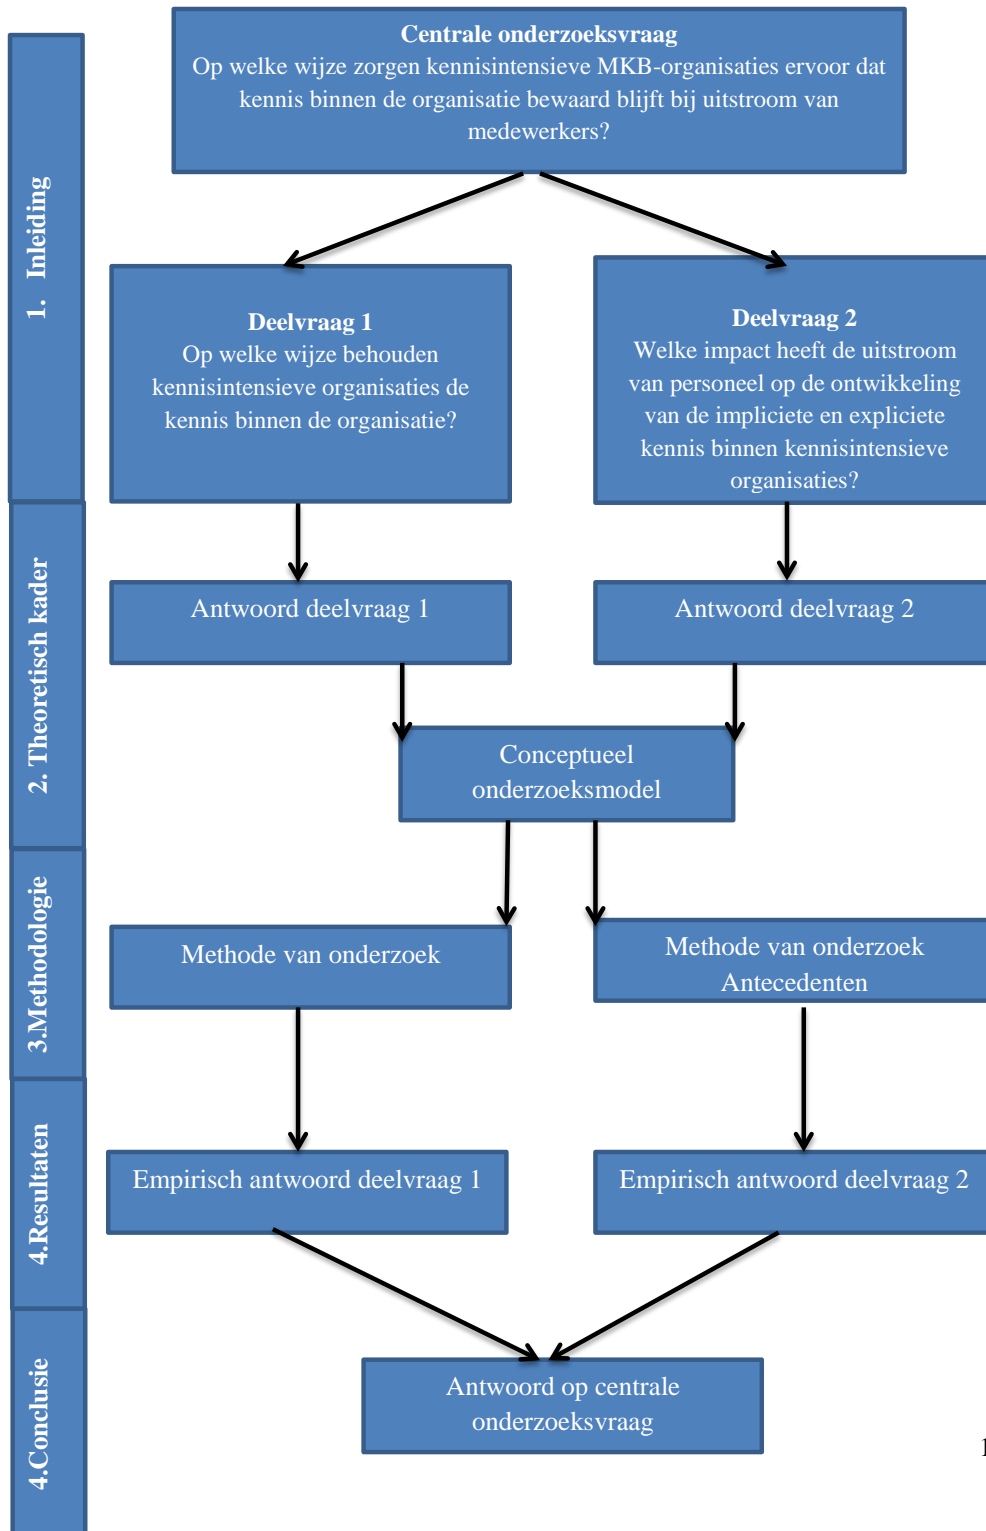 Centrale onderzoeksvraag
Op welke wijze zorgen kennisintensieve MKB-organisaties ervoor dat
kennis binnen de organisatie bewaard blijft bij uitstroom van
medewerkers?
1. Inleiding
Deelvraag 1
Op welke wijze behouden
kennisintensieve organisaties de
kennis binnen de organisatie?
Deelvraag 2
Welke impact heeft de uitstroom
van personeel op de ontwikkeling
van de impliciete en expliciete
kennis binnen kennisintensieve
organisaties?
2. Theoretisch kader
Antwoord deelvraag 1
Antwoord deelvraag 2
Conceptueel
onderzoeksmodel
3.Methodologie
Methode van onderzoek
Methode van onderzoek
Antecedenten
4.Resultaten
Empirisch antwoord deelvraag 1
Empirisch antwoord deelvraag 2
4.Conclusie
Antwoord op centrale
onderzoeksvraag
1